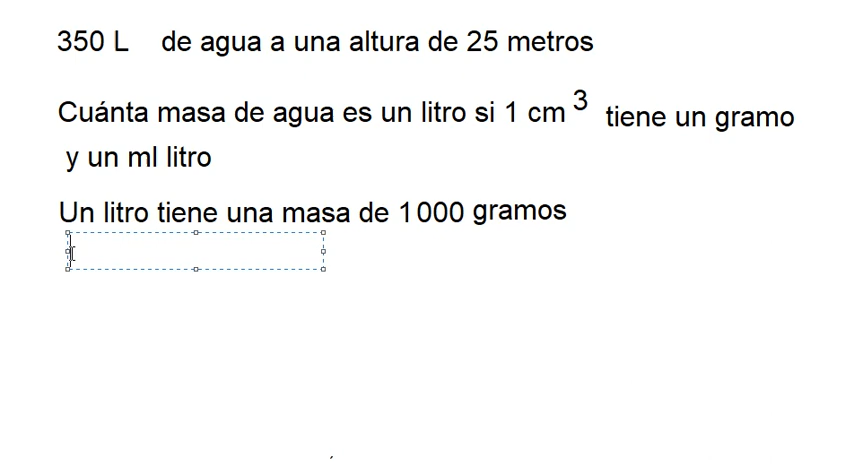 350 L de agua a una altura de 25 metros
Cuánta masa de agua es un litro si 1 cm 3 tiene un gramo
y un ml litro
Un litro tiene una masa de 1000 gramos